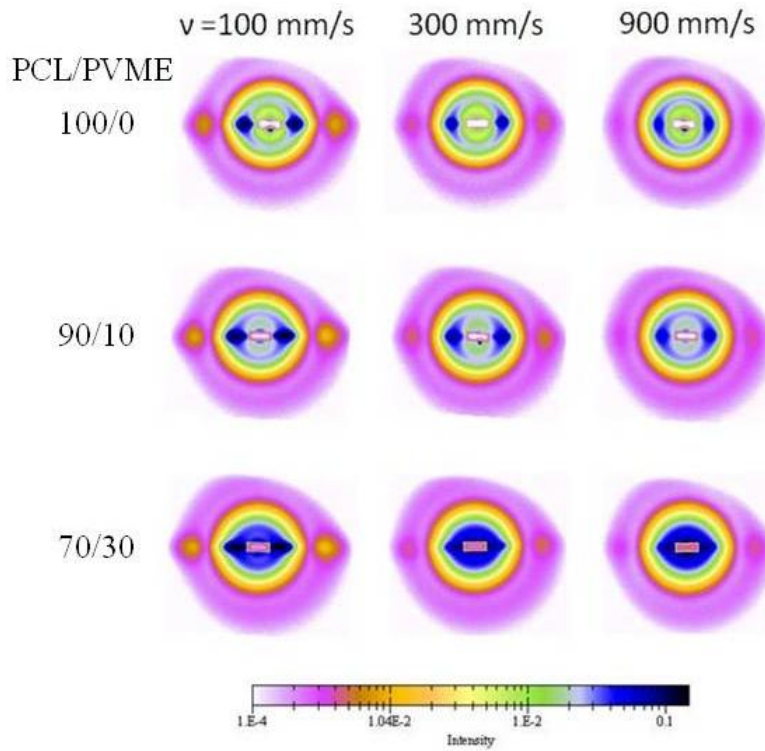 v =100 mm/s 300 mm/s 900 mm/s
PCL/PVME
100/0
90/10
70/30
1.E-4 1.04E-2 1.E-2 0.1
Intensity